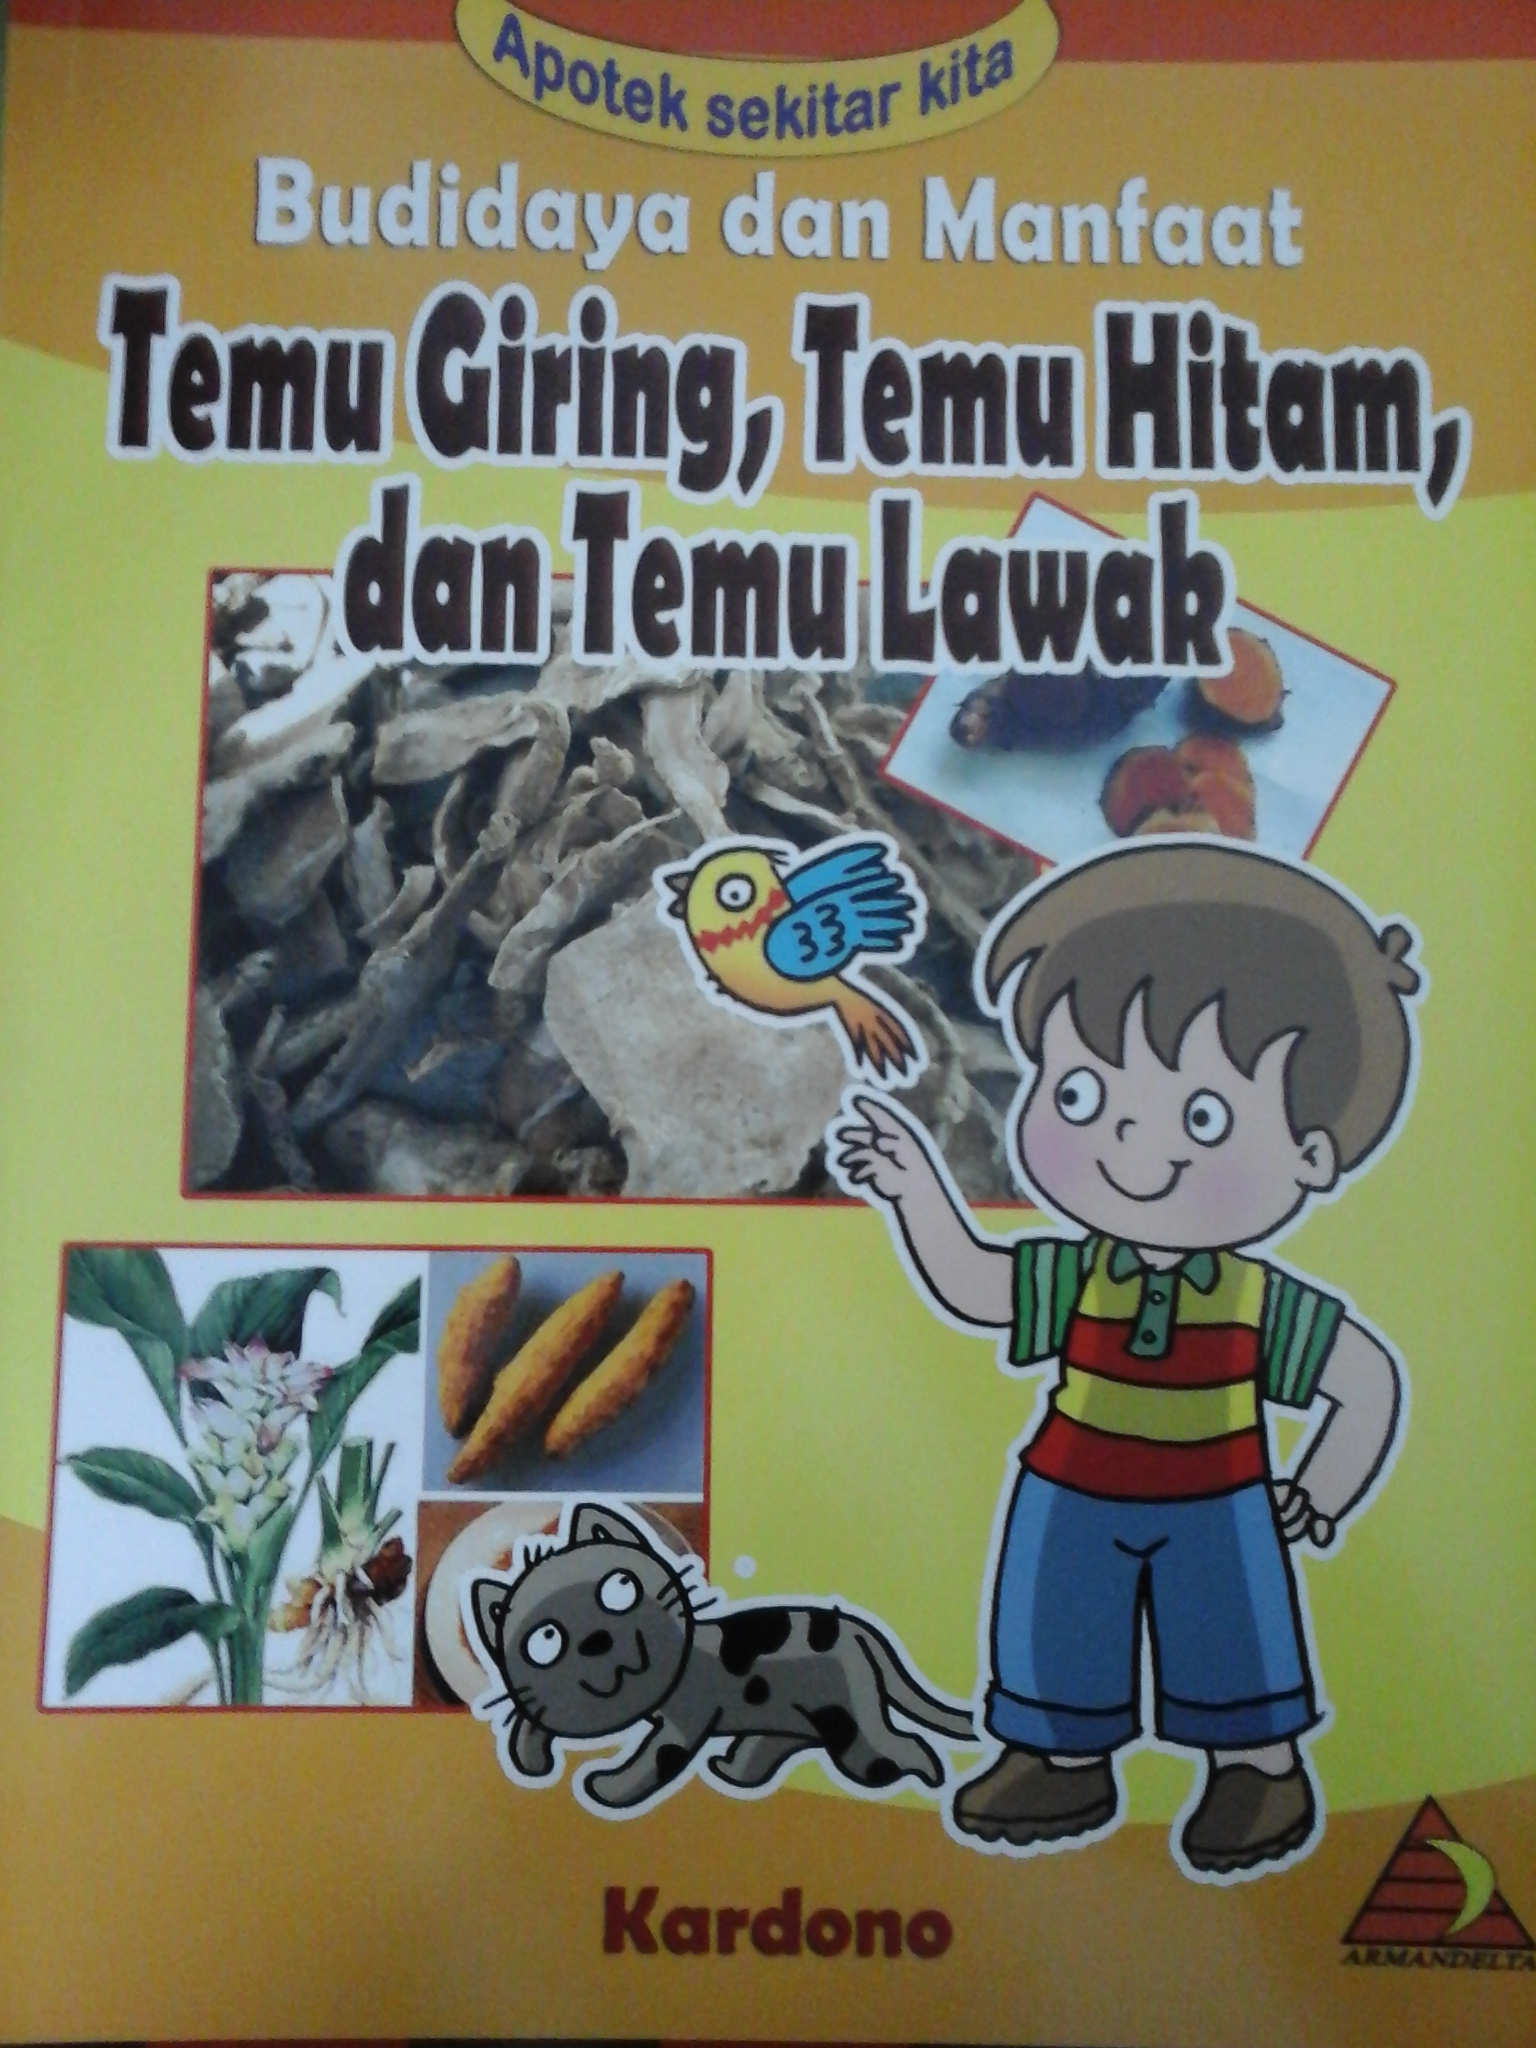 Apotek sekitar kita
Budidaya dan Manfaat
Temu Giring, Temu Hitam,
dan Temu Lawak
Kardono
ARMANDELTA